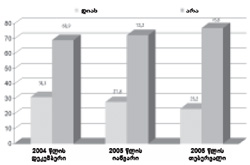 დიახ არა
80
70
60
50
40
30
20
10
0
2004 წლის
დეკემბერი
2005 წლის
იანვარი
2005 წლის
თებერვალი